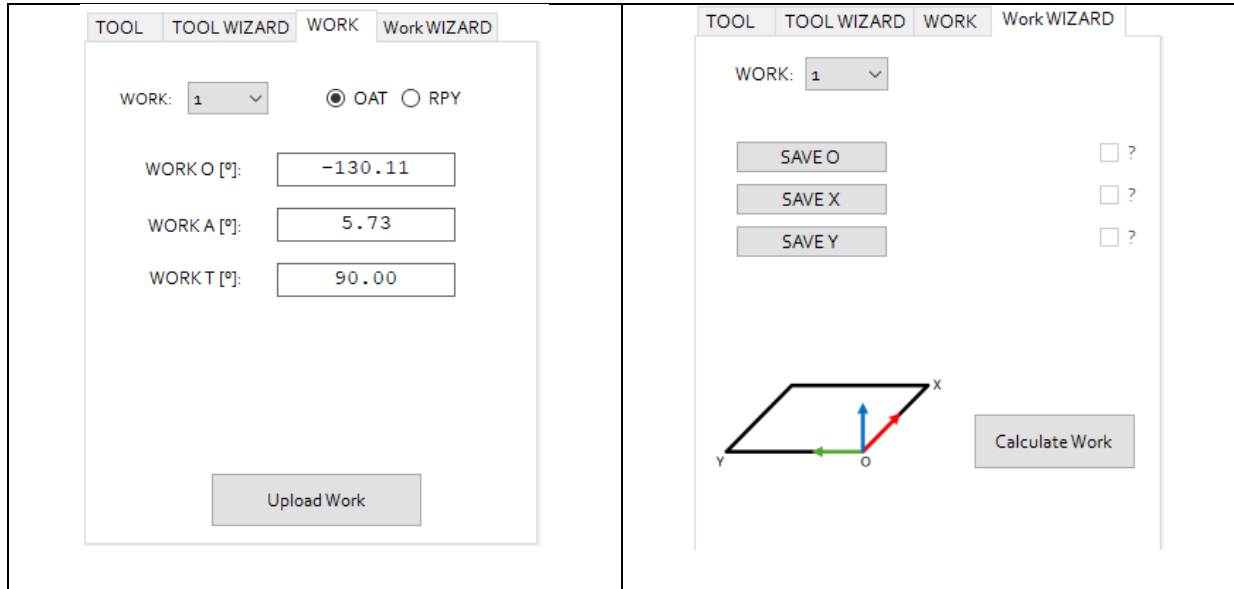 TOOL TOOL WIZARD WORK Work WIZARD
WORK: 1 OAT RPY
WORK O [º]: -130.11
WORK A [º]: 5.73
WORK T [º]: 90.00
Upload Work
TOOL TOOL WIZARD WORK Work WIZARD
WORK: 1
SAVE O ?
SAVE X ?
SAVE Y ?
X
Y O
Calculate Work